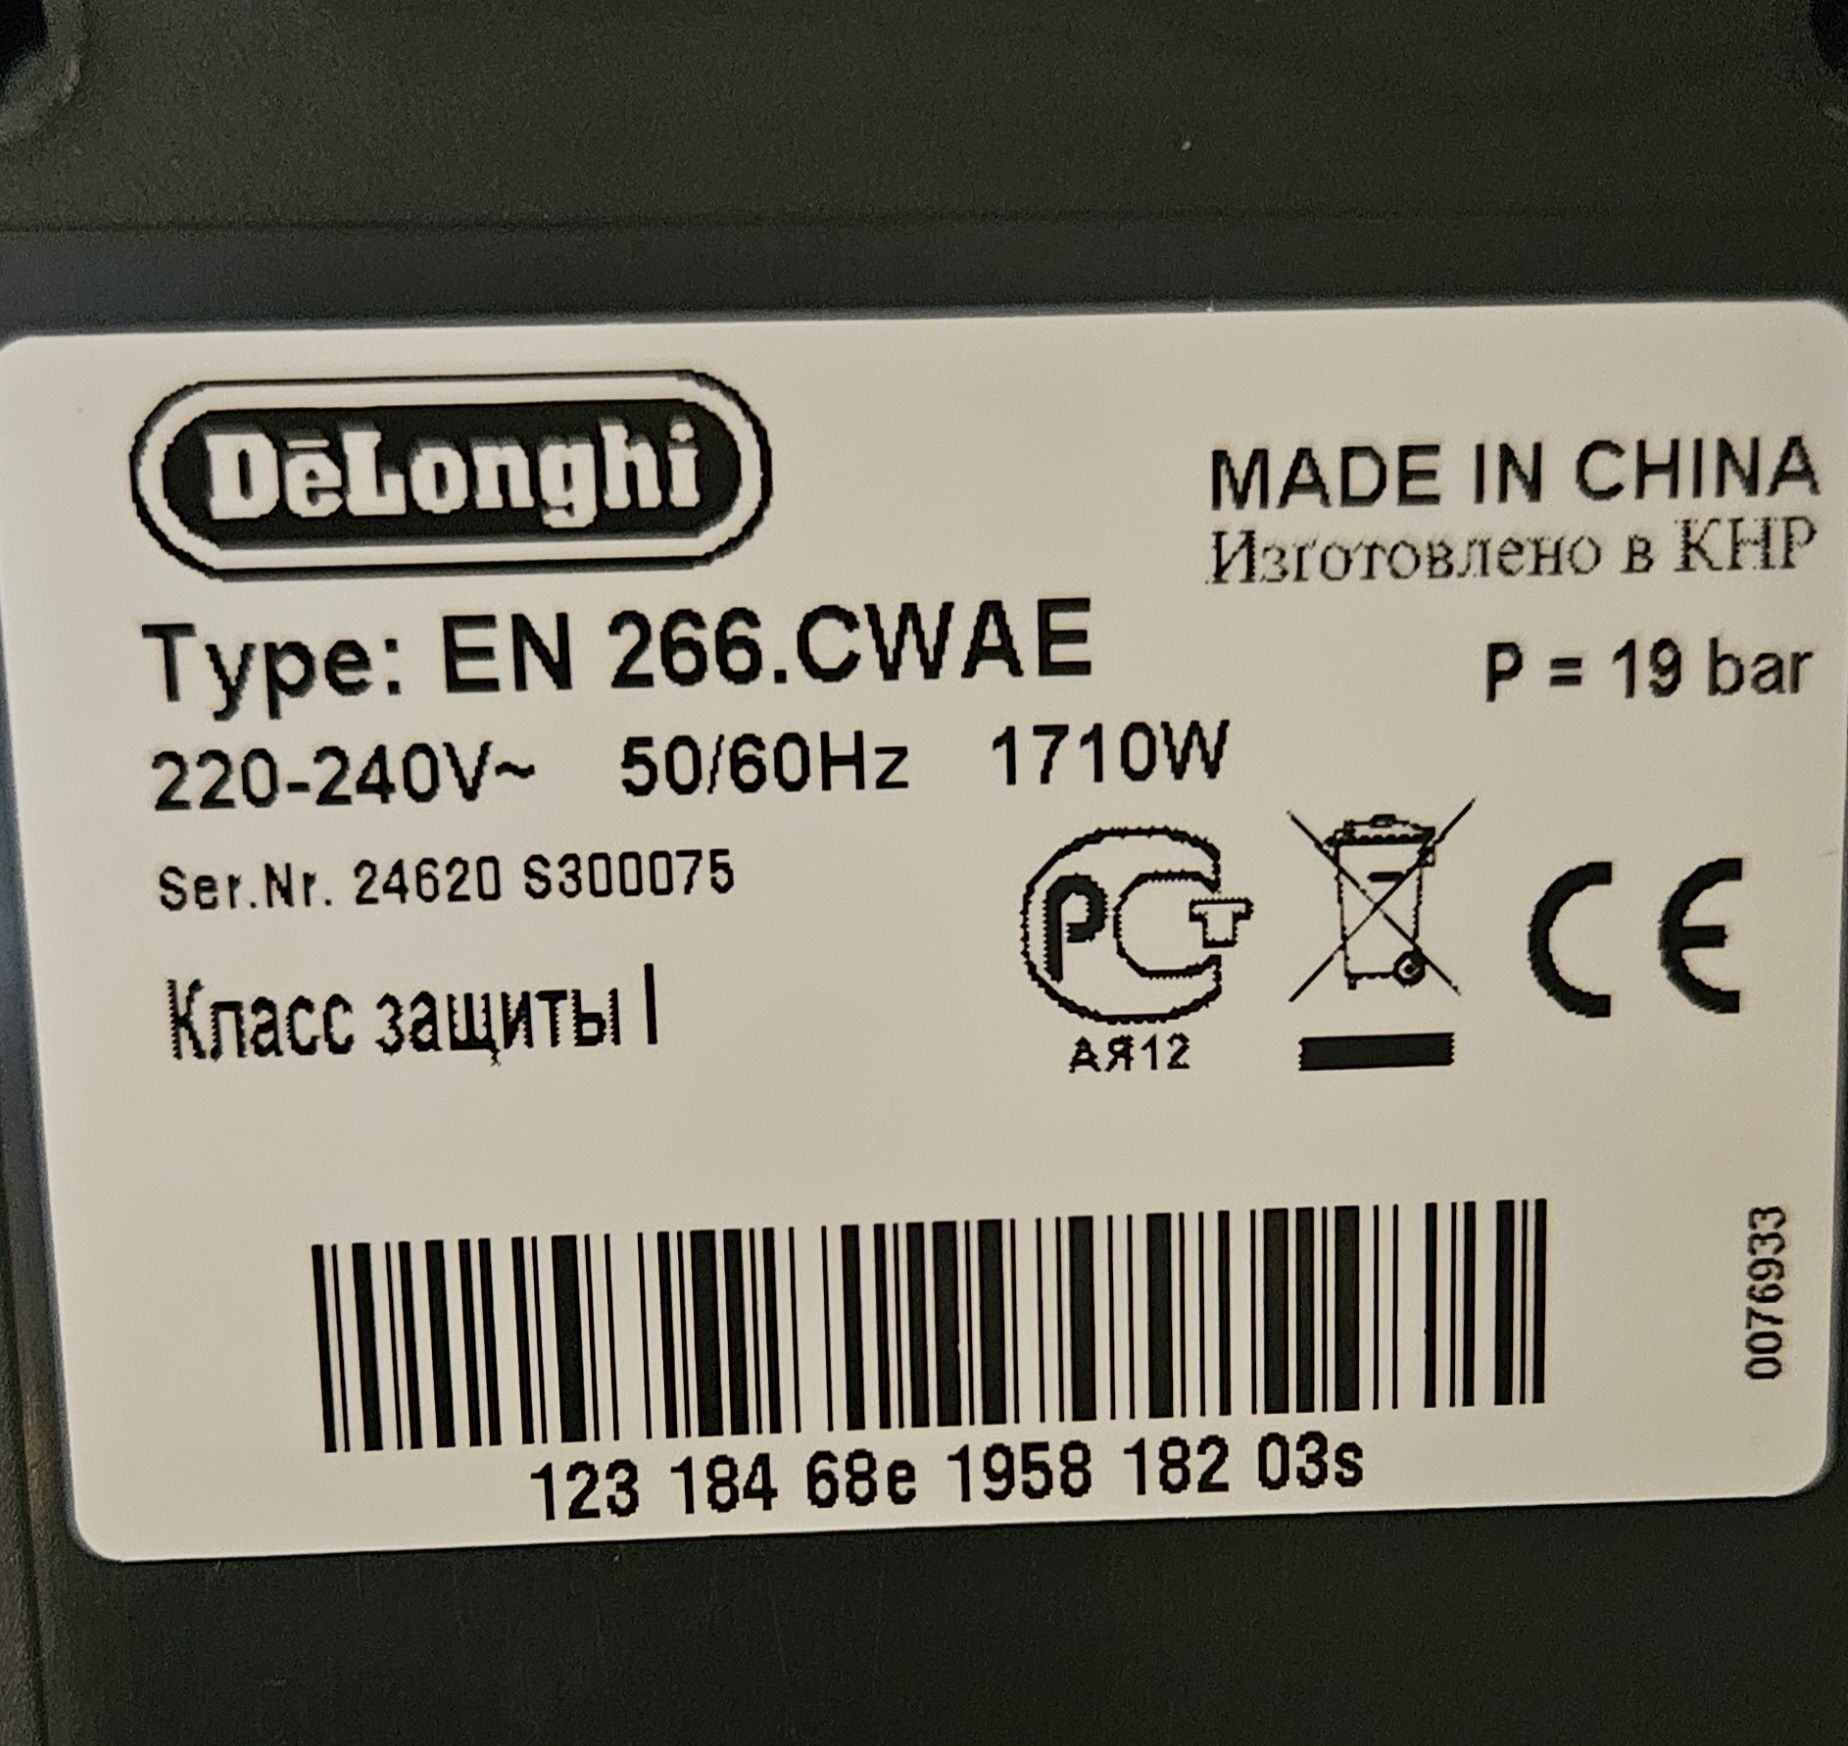 DēLonghi
MADE IN CHINA
Изготовлено в КНР
Type: EN 266.CWAE
P = 19 bar
220-240V~ 50/60Hz 1710W
Ser.Nr. 24620 S300075
Класс защиты I
РСТ
АЯ12
CE
0076933
123 184 68e 1958 182 03s